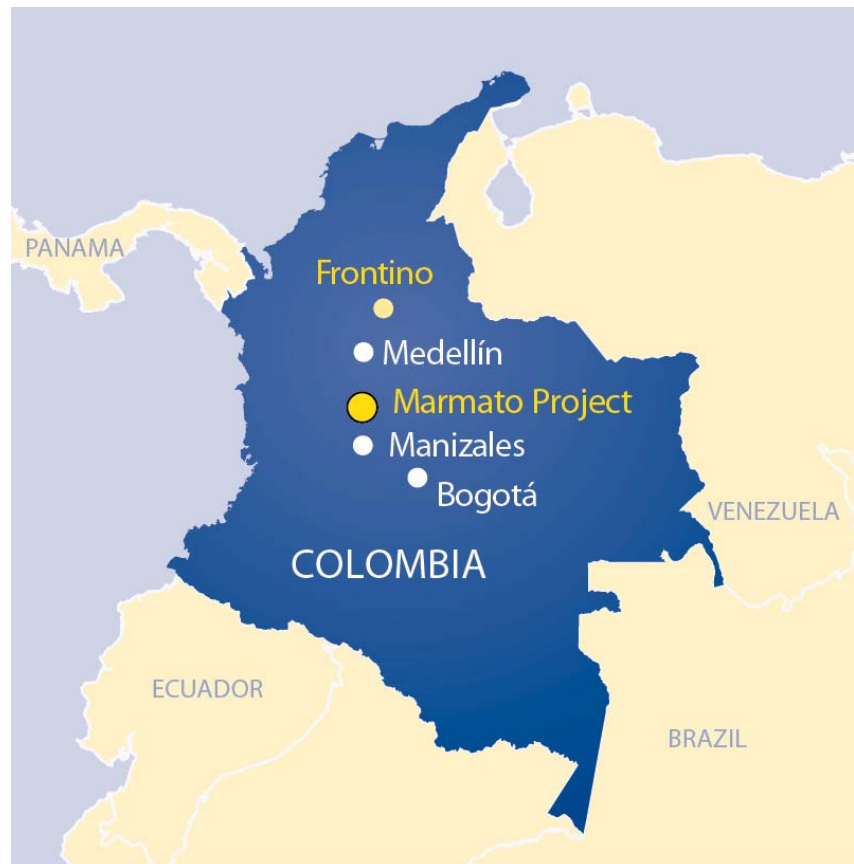 PANAMA
Frontino
Medellín
Marmato Project
Manizales
Bogotá
VENEZUELA
COLOMBIA
ECUADOR
BRAZIL